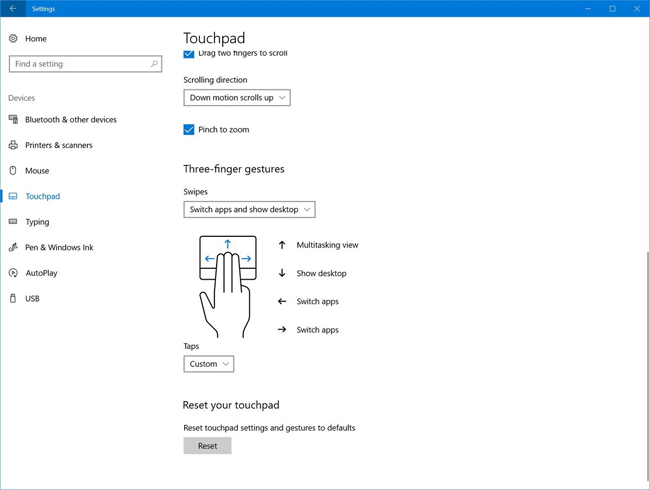 Settings
Home
Find a setting
Devices
Bluetooth & other devices
Printers & scanners
Mouse
Touchpad
Typing
Pen & Windows Ink
AutoPlay
USB
Touchpad
Drag two fingers to scroll
Scrolling direction
Down motion scrolls up
Pinch to zoom
Three-finger gestures
Swipes
Switch apps and show desktop
Multitasking view
Show desktop
Switch apps
Switch apps
Taps
Custom
Reset your touchpad
Reset touchpad settings and gestures to defaults
Reset